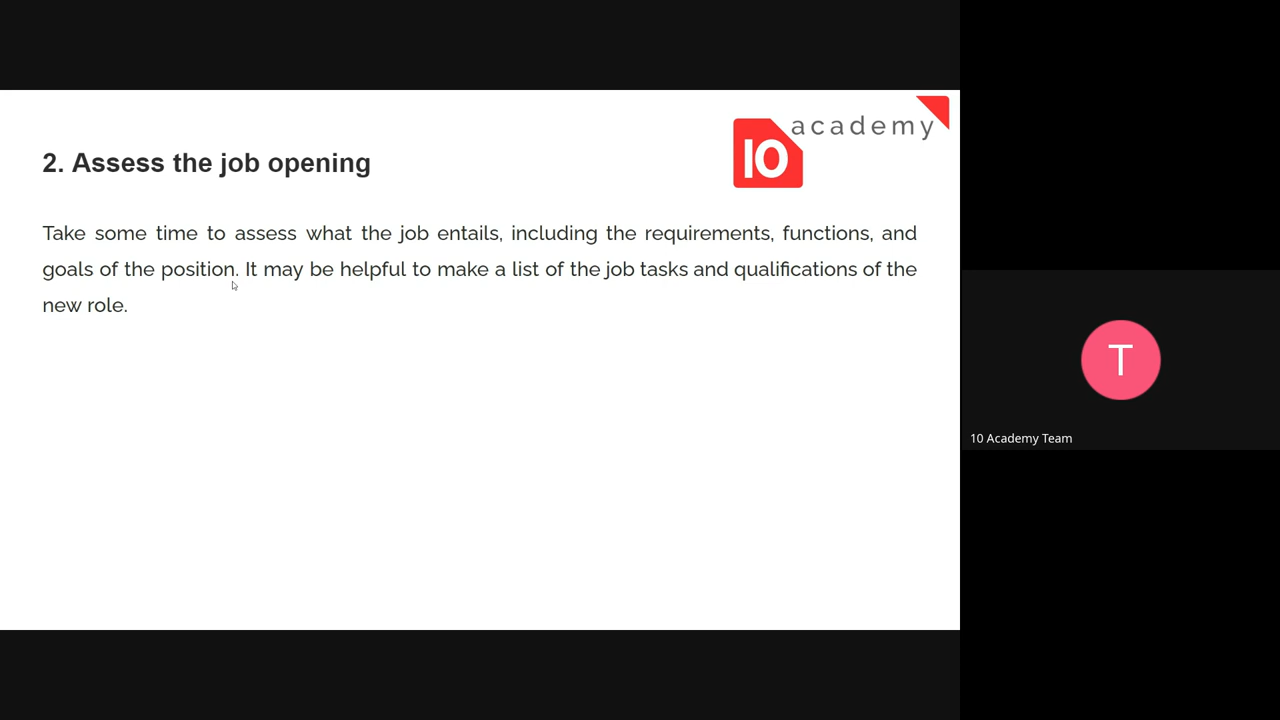 academy
10
2. Assess the job opening
Take some time to assess what the job entails, including the requirements, functions, and
goals of the position. It may be helpful to make a list of the job tasks and qualifications of the
new role.
T
10 Academy Team